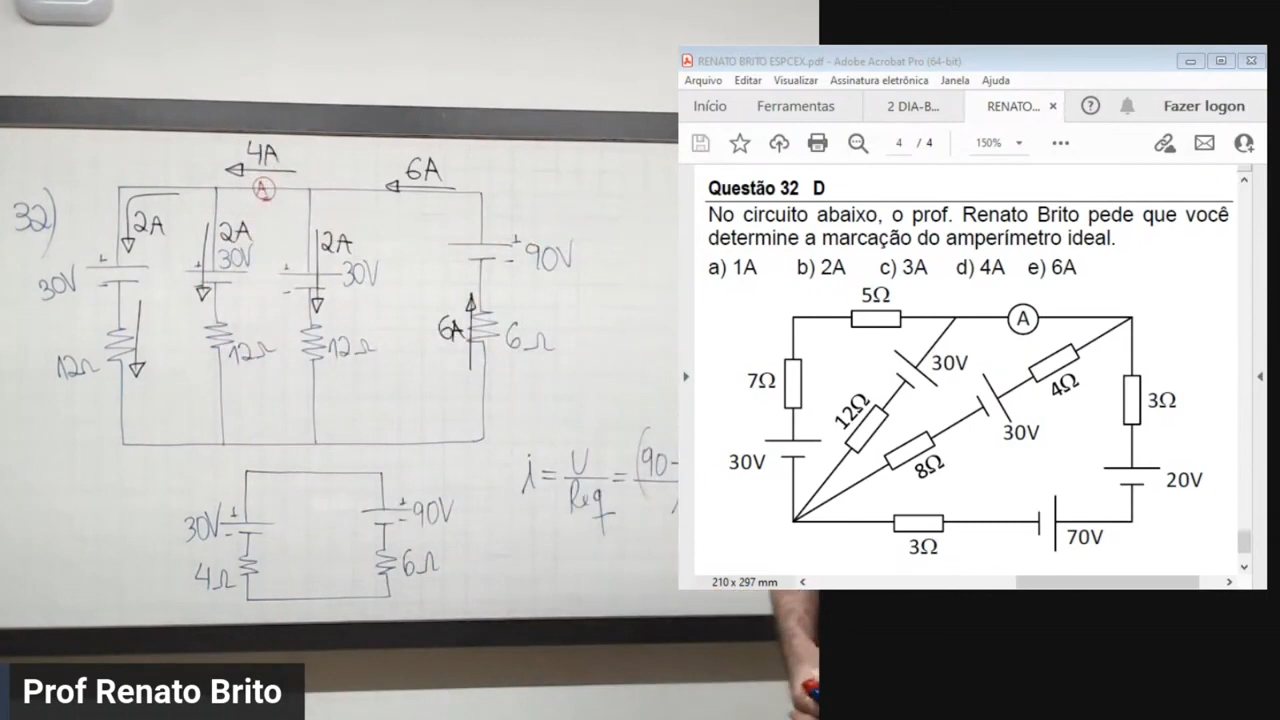 32)
4A
6A
2A
2A
2A
30V
30V
30V
90V
12Ω
12Ω
12Ω
6A
6Ω
30V
4Ω
90V
6Ω
i = U/Req = (90-
RENATO BRITO ESPCEX.pdf - Adobe Acrobat Pro (64-bit)
Arquivo Editar Visualizar Assinatura eletrônica Janela Ajuda
Início Ferramentas 2 DIA-B... RENATO... × Fazer logon
4 / 4 150%
Questão 32 D
No circuito abaixo, o prof. Renato Brito pede que você
determine a marcação do amperímetro ideal.
a) 1A b) 2A c) 3A d) 4A e) 6A
5Ω
A
30V
7Ω
12Ω
4Ω
3Ω
30V
30V
8Ω
20V
3Ω
70V
210 x 297 mm
Prof Renato Brito